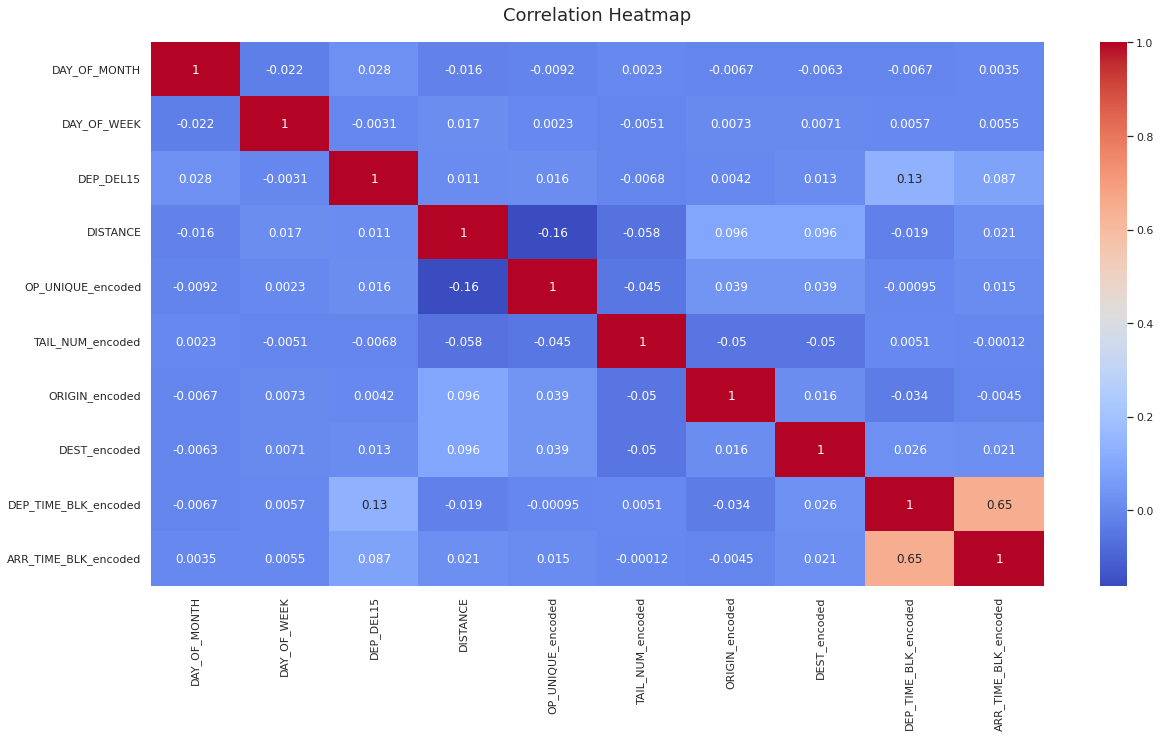 Correlation Heatmap
DAY_OF_MONTH 1 -0.022 0.028 -0.016 -0.0092 0.0023 -0.0067 -0.0063 -0.0067 0.0035
DAY_OF_WEEK -0.022 1 -0.0031 0.017 0.0023 -0.0051 0.0073 0.0071 0.0057 0.0055
DEP_DEL15 0.028 -0.0031 1 0.011 0.016 -0.0068 0.0042 0.013 0.13 0.087
DISTANCE -0.016 0.017 0.011 1 -0.16 -0.058 0.096 0.096 -0.019 0.021
OP_UNIQUE_encoded -0.0092 0.0023 0.016 -0.16 1 -0.045 0.039 0.039 -0.00095 0.015
TAIL_NUM_encoded 0.0023 -0.0051 -0.0068 -0.058 -0.045 1 -0.05 -0.05 0.0051 -0.00012
ORIGIN_encoded -0.0067 0.0073 0.0042 0.096 0.039 -0.05 1 0.016 -0.034 -0.0045
DEST_encoded -0.0063 0.0071 0.013 0.096 0.039 -0.05 0.016 1 0.026 0.021
DEP_TIME_BLK_encoded -0.0067 0.0057 0.13 -0.019 -0.00095 0.0051 -0.034 0.026 1 0.65
ARR_TIME_BLK_encoded 0.0035 0.0055 0.087 0.021 0.015 -0.00012 -0.0045 0.021 0.65 1
DAY_OF_MONTH
DAY_OF_WEEK
DEP_DEL15
DISTANCE
OP_UNIQUE_encoded
TAIL_NUM_encoded
ORIGIN_encoded
DEST_encoded
DEP_TIME_BLK_encoded
ARR_TIME_BLK_encoded
1.0
0.8
0.6
0.4
0.2
0.0